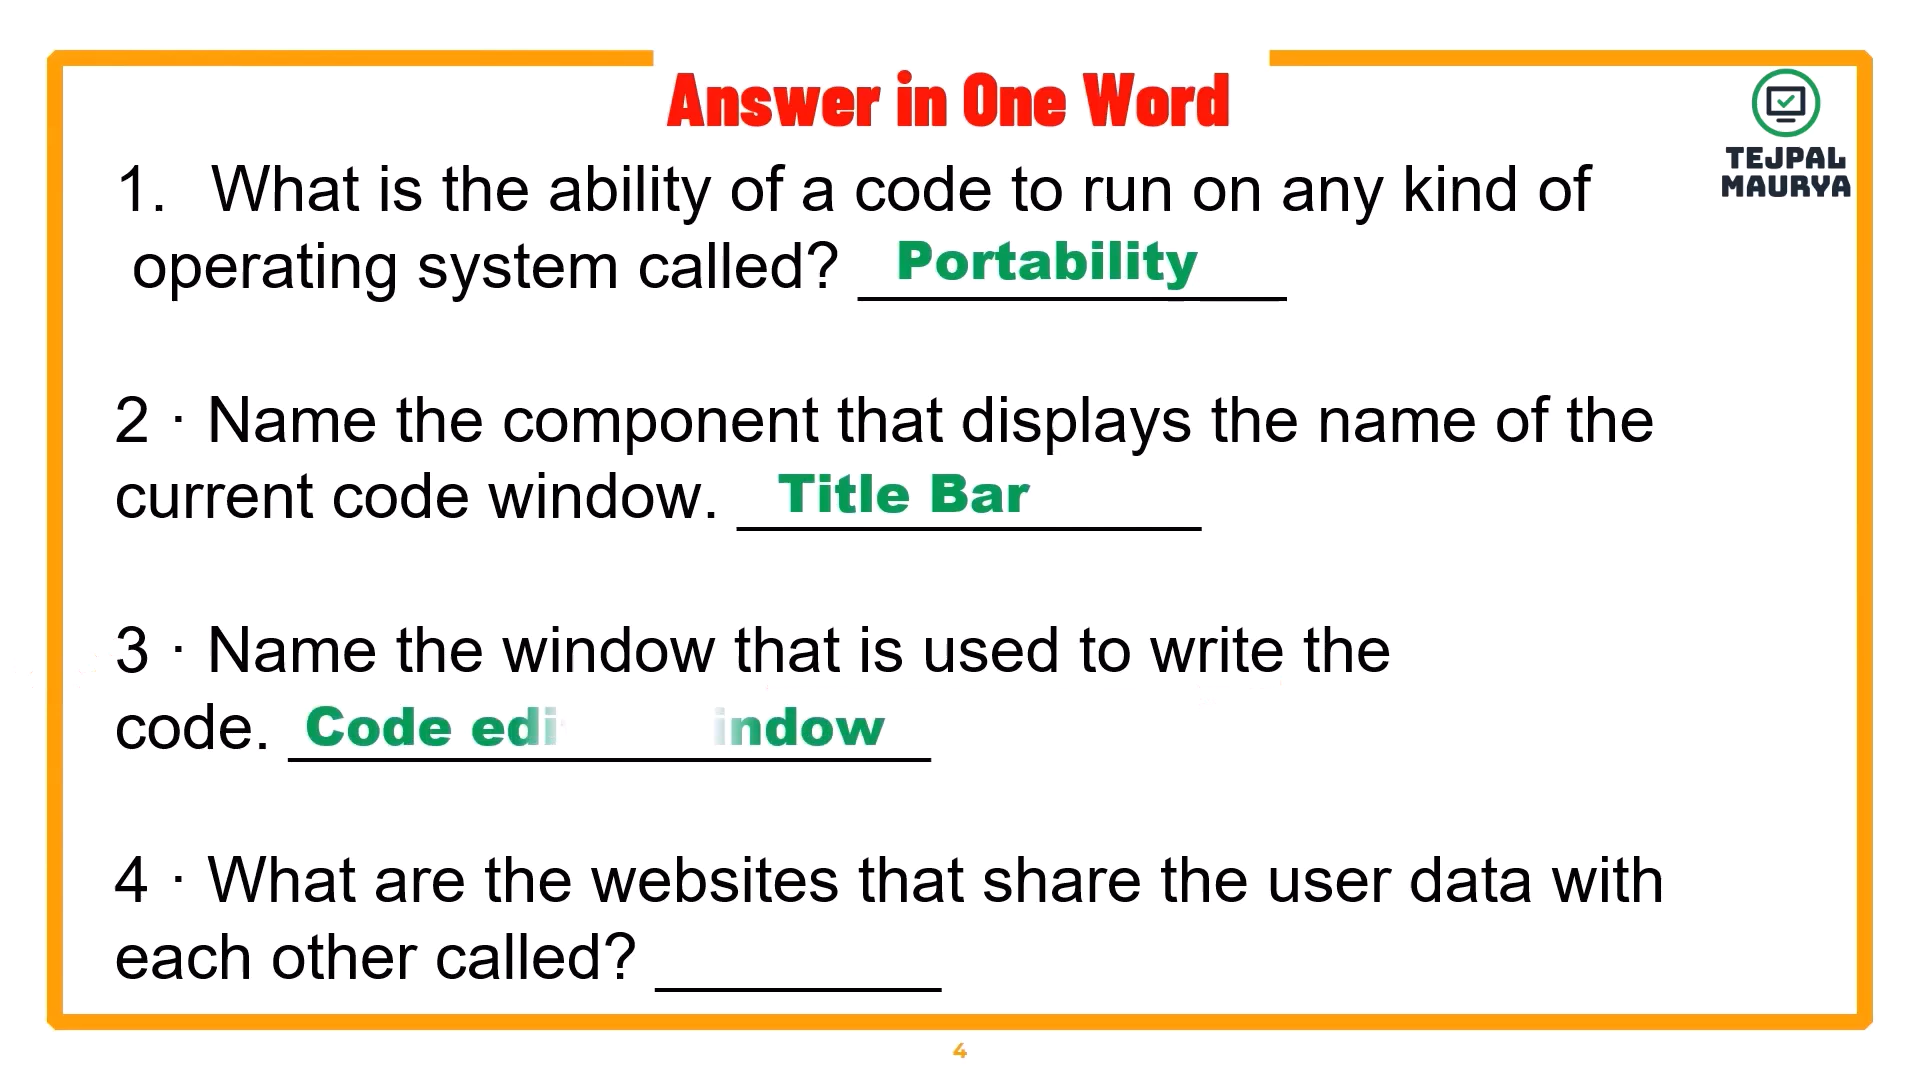 Answer in One Word
TEJPAL
MAURYA
1. What is the ability of a code to run on any kind of
operating system called? Portability
2 · Name the component that displays the name of the
current code window. Title Bar
3 · Name the window that is used to write the
code. Code
4 · What are the websites that share the user data with
each other called?
4